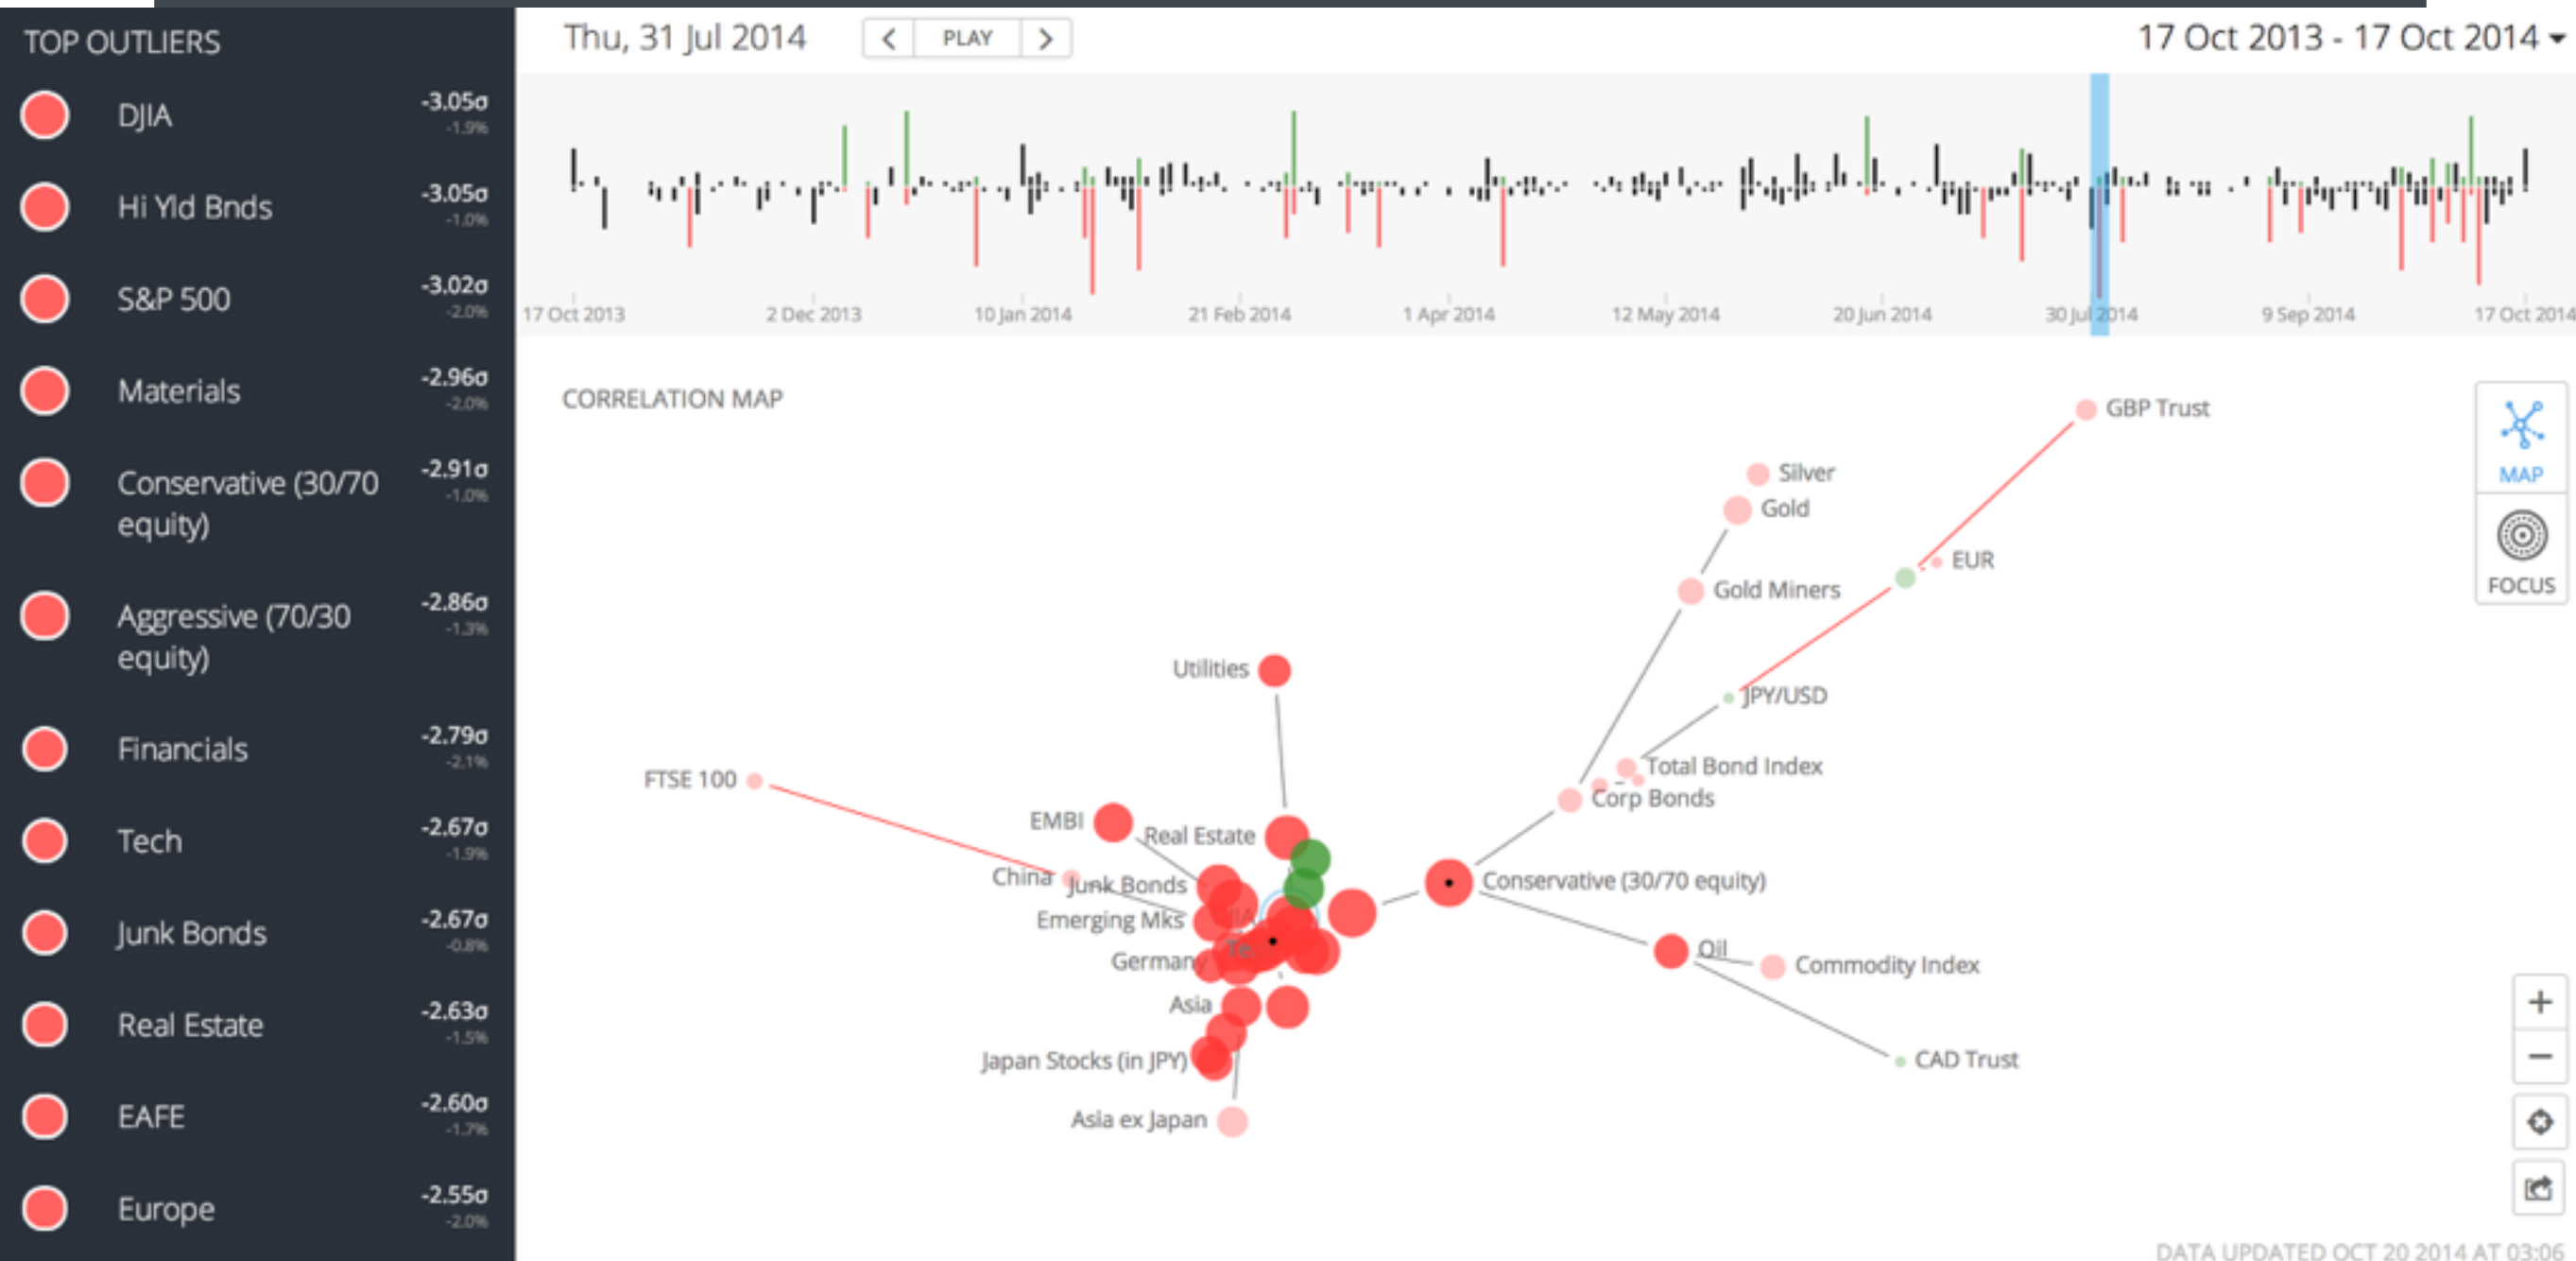 TOP OUTLIERS
DJIA
-3.05σ
-1.9%
Hi Yld Bnds
-3.05σ
-1.0%
S&P 500
-3.02σ
-2.0%
Materials
-2.96σ
-2.0%
Conservative (30/70
equity)
-2.91σ
-1.0%
Aggressive (70/30
equity)
-2.86σ
-1.3%
Financials
-2.79σ
-2.1%
Tech
-2.67σ
-1.9%
Junk Bonds
-2.67σ
-0.8%
Real Estate
-2.63σ
-1.5%
EAFE
-2.60σ
-1.7%
Europe
-2.55σ
-2.0%
Thu, 31 Jul 2014
PLAY
17 Oct 2013 - 17 Oct 2014
17 Oct 2013
2 Dec 2013
10 Jan 2014
21 Feb 2014
1 Apr 2014
12 May 2014
20 Jun 2014
30 Jul 2014
9 Sep 2014
17 Oct 2014
CORRELATION MAP
MAP
FOCUS
GBP Trust
Silver
Gold
EUR
Gold Miners
Utilities
JPY/USD
Total Bond Index
FTSE 100
Corp Bonds
EMBI
Real Estate
China
Junk Bonds
Conservative (30/70 equity)
Emerging Mks
Te...
Oil
Germany
Commodity Index
Asia
Japan Stocks (in JPY)
CAD Trust
Asia ex Japan
DATA UPDATED OCT 20 2014 AT 03:06